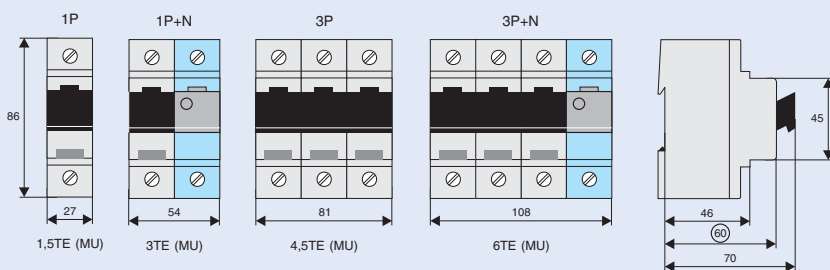 1P
1P+N
3P
3P+N
86
45
27
54
81
108
46
60
70
1,5TE (MU)
3TE (MU)
4,5TE (MU)
6TE (MU)